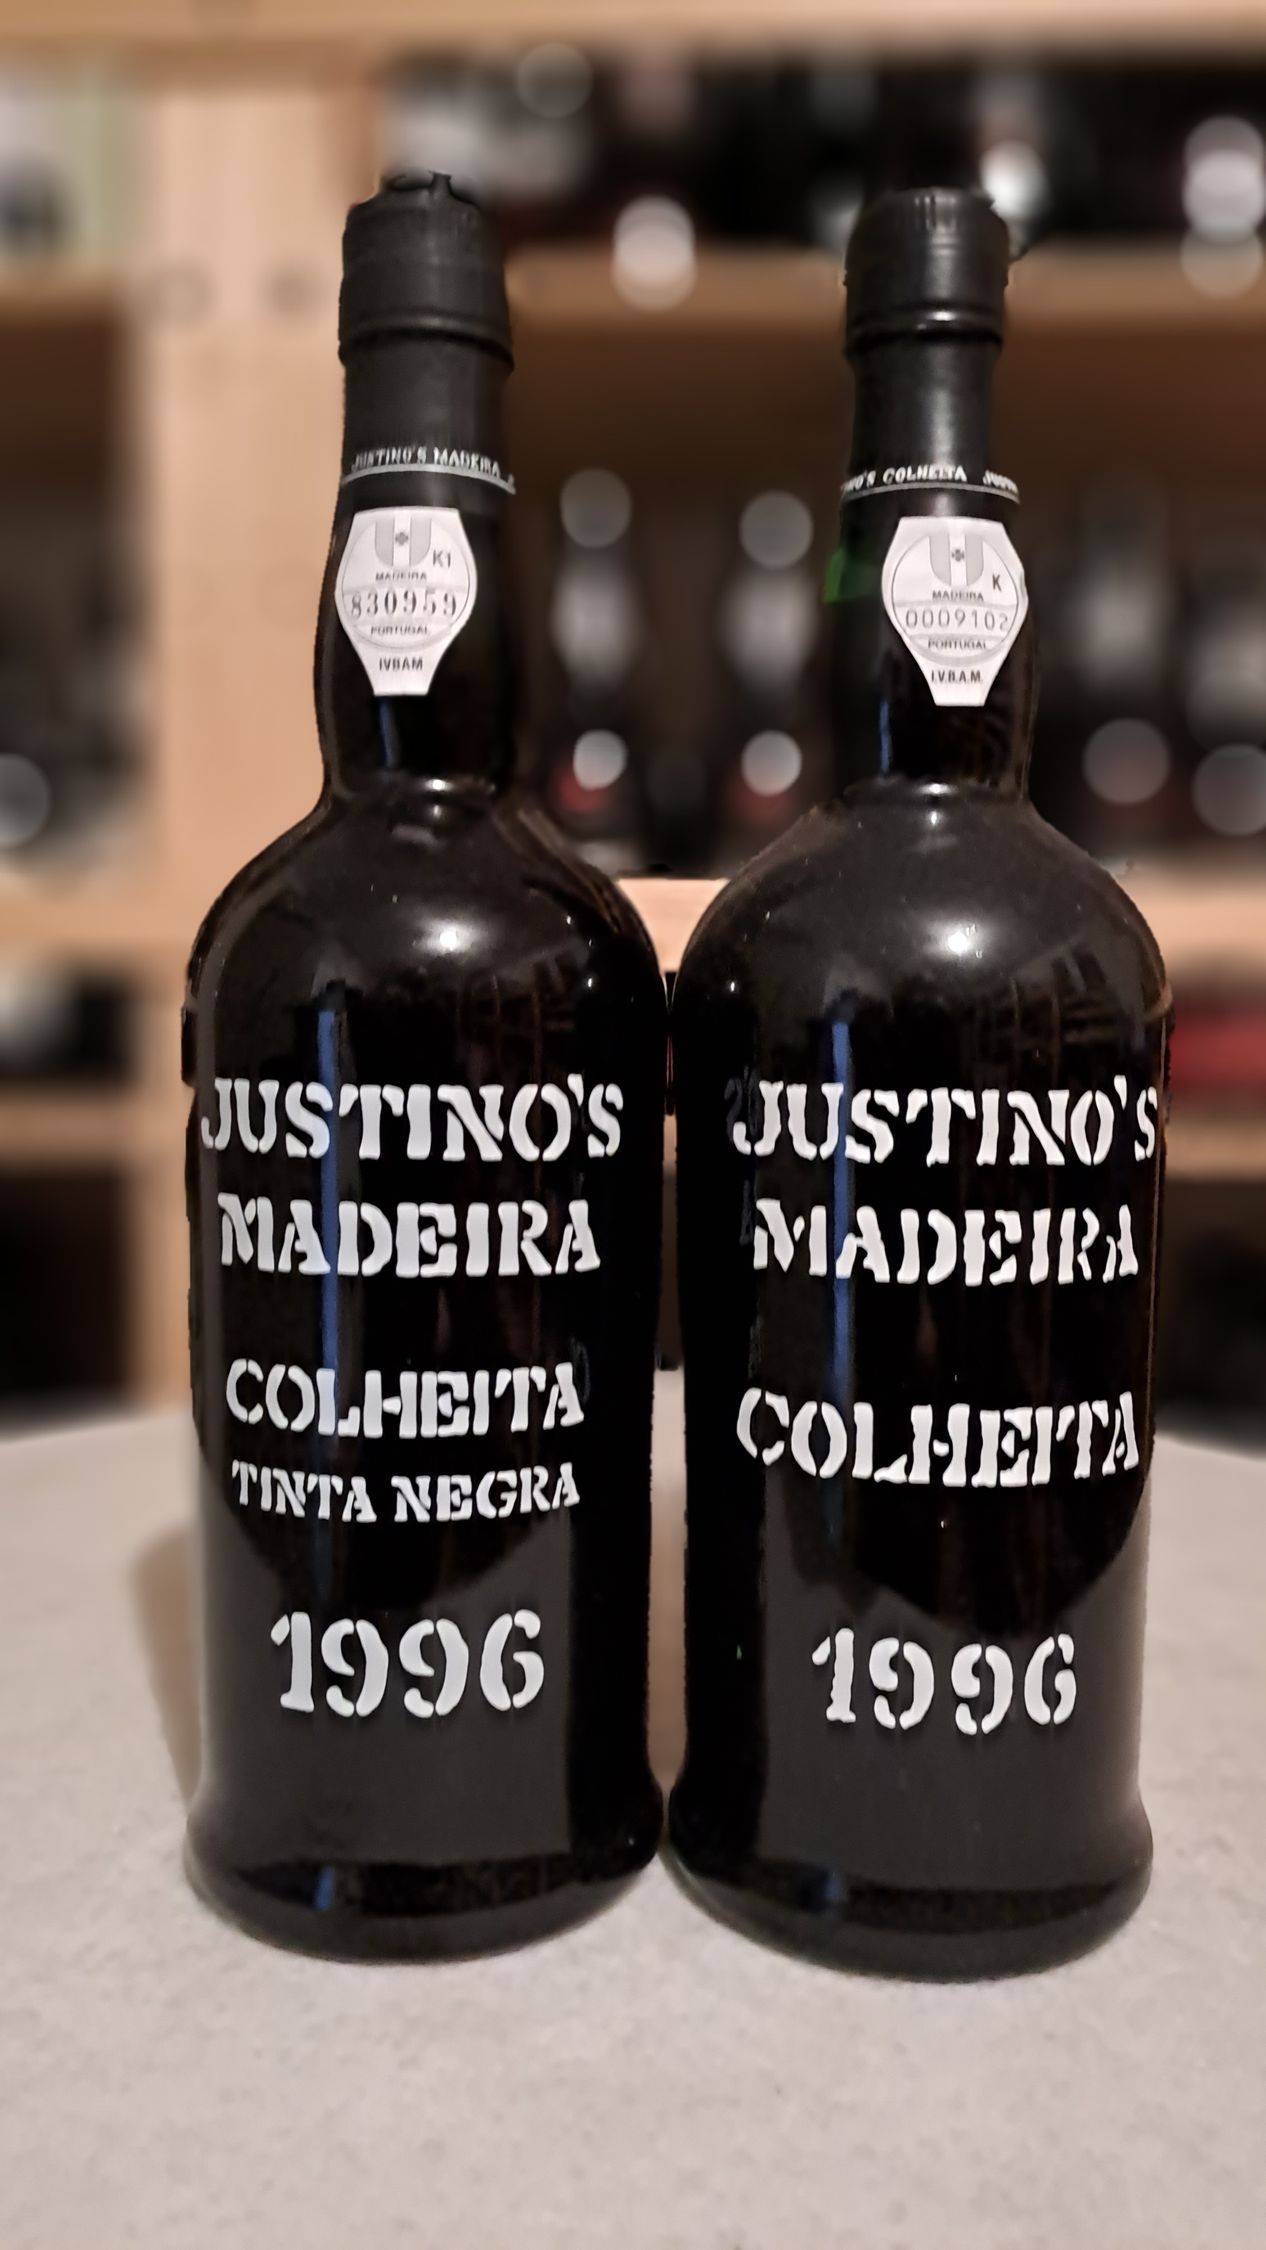 JUSTINO'S MADEIRA
K1
MADEIRA
830959
PORTUGAL
IVBAM
JUSTINO'S
MADEIRA
COLHEITA
TINTA NEGRA
1996
COLHEITA
K
MADEIRA
0009102
PORTUGAL
I.V.B.A.M.
JUSTINO'S
MADEIRA
COLHEITA
1996